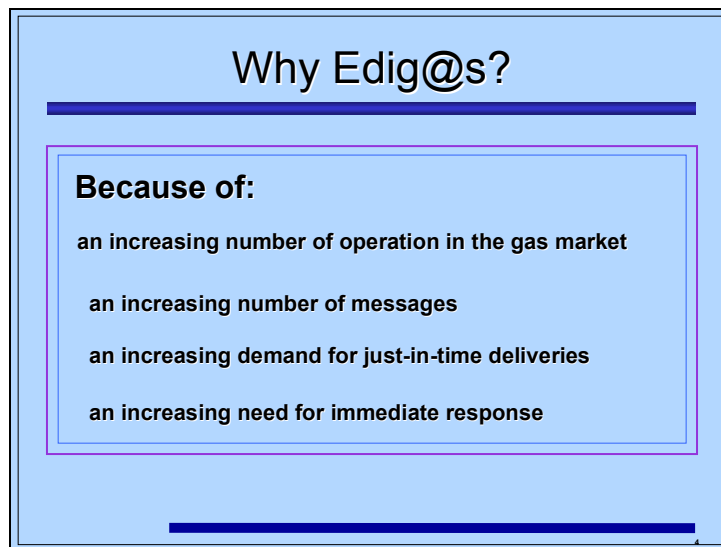 Why Edig@s?
Because of:
an increasing number of operation in the gas market
an increasing number of messages
an increasing demand for just-in-time deliveries
an increasing need for immediate response
4